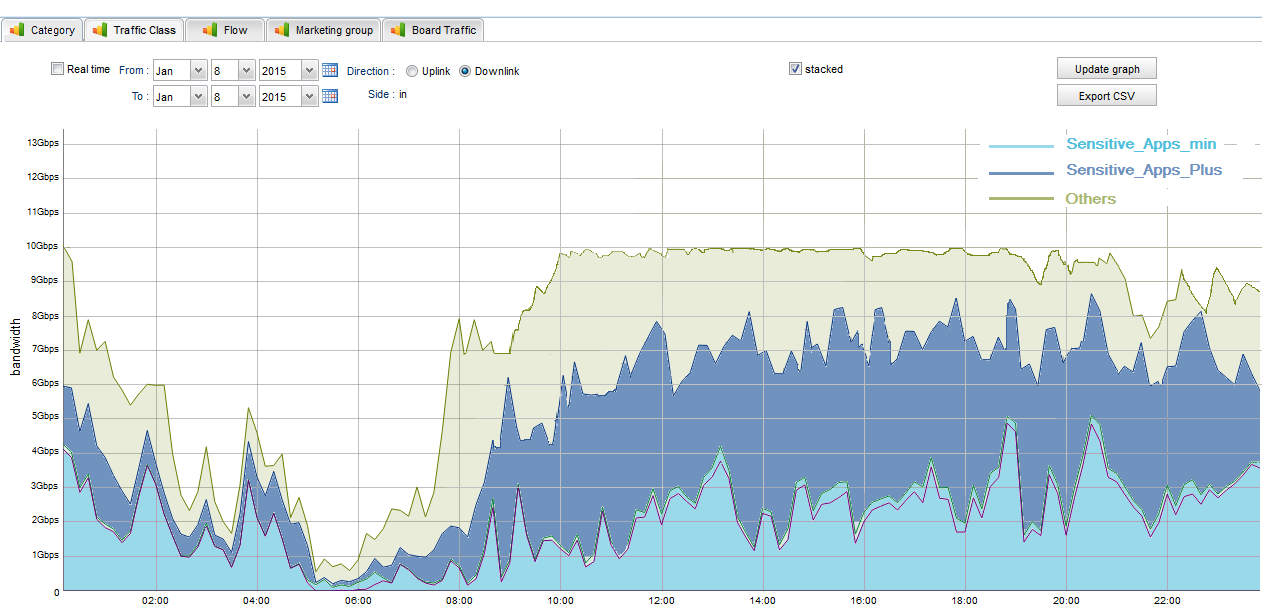 Category Traffic Class Flow Marketing group Board Traffic
Real time From : Jan 8 2015 Direction : Uplink Downlink stacked Update graph
To : Jan 8 2015 Side : in Export CSV
13Gbps
Sensitive_Apps_min
12Gbps
Sensitive_Apps_Plus
11Gbps
Others
10Gbps
9Gbps
8Gbps
7Gbps
6Gbps
5Gbps
4Gbps
3Gbps
2Gbps
1Gbps
0
bandwidth
02:00 04:00 06:00 08:00 10:00 12:00 14:00 16:00 18:00 20:00 22:00